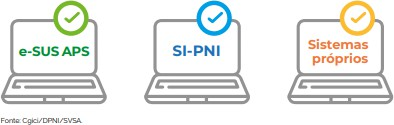 e-SUS APS
SI-PNI
Sistemas
próprios
Fonte: Cgici/DPNI/SVSA.